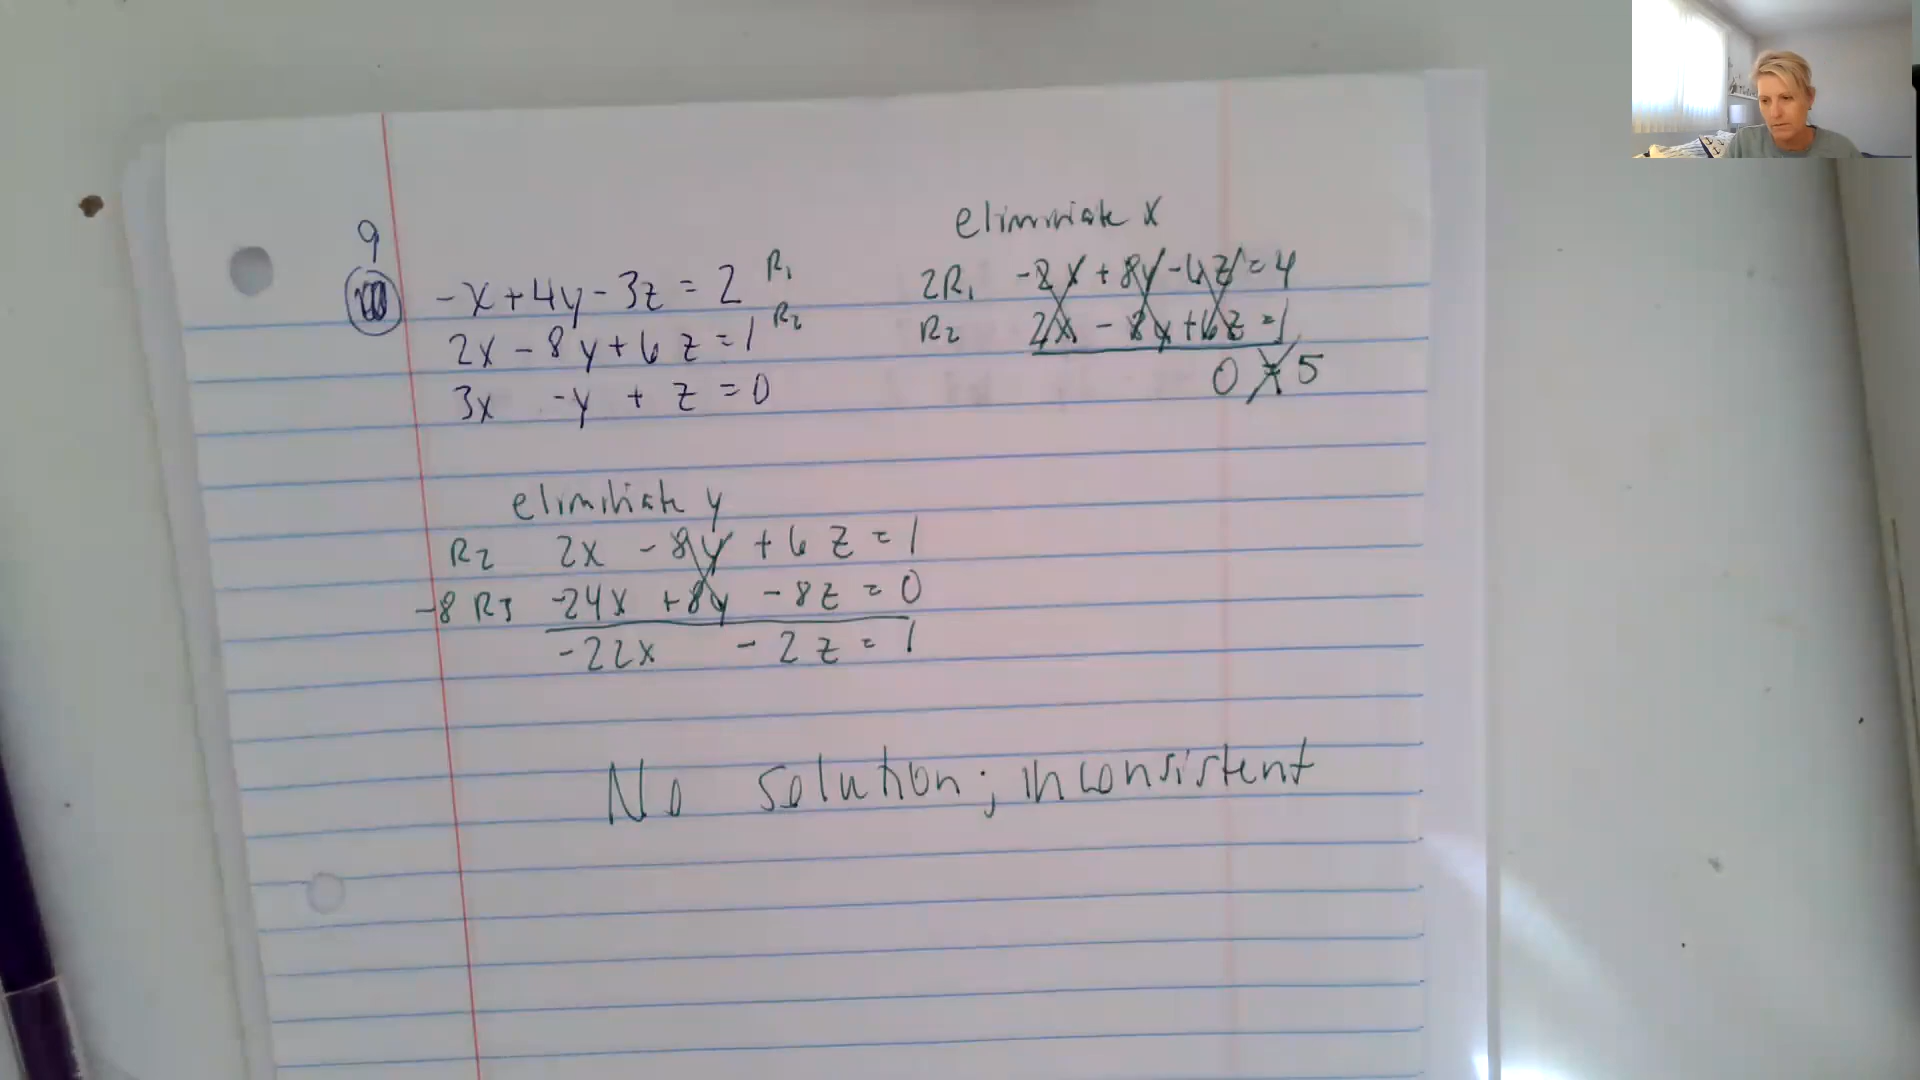 9
-x + 4y - 3z = 2 R1
2x - 8y + 6z = 1 R2
3x - y + z = 0
eliminate x
2R1 -2x + 8y - 6z = 4
R2 2x - 8y + 6z = 1
0 ≠ 5
eliminate y
R2 2x - 8y + 6z = 1
-8 R3 -24x + 8y - 8z = 0
-22x - 2z = 1
No solution; inconsistent